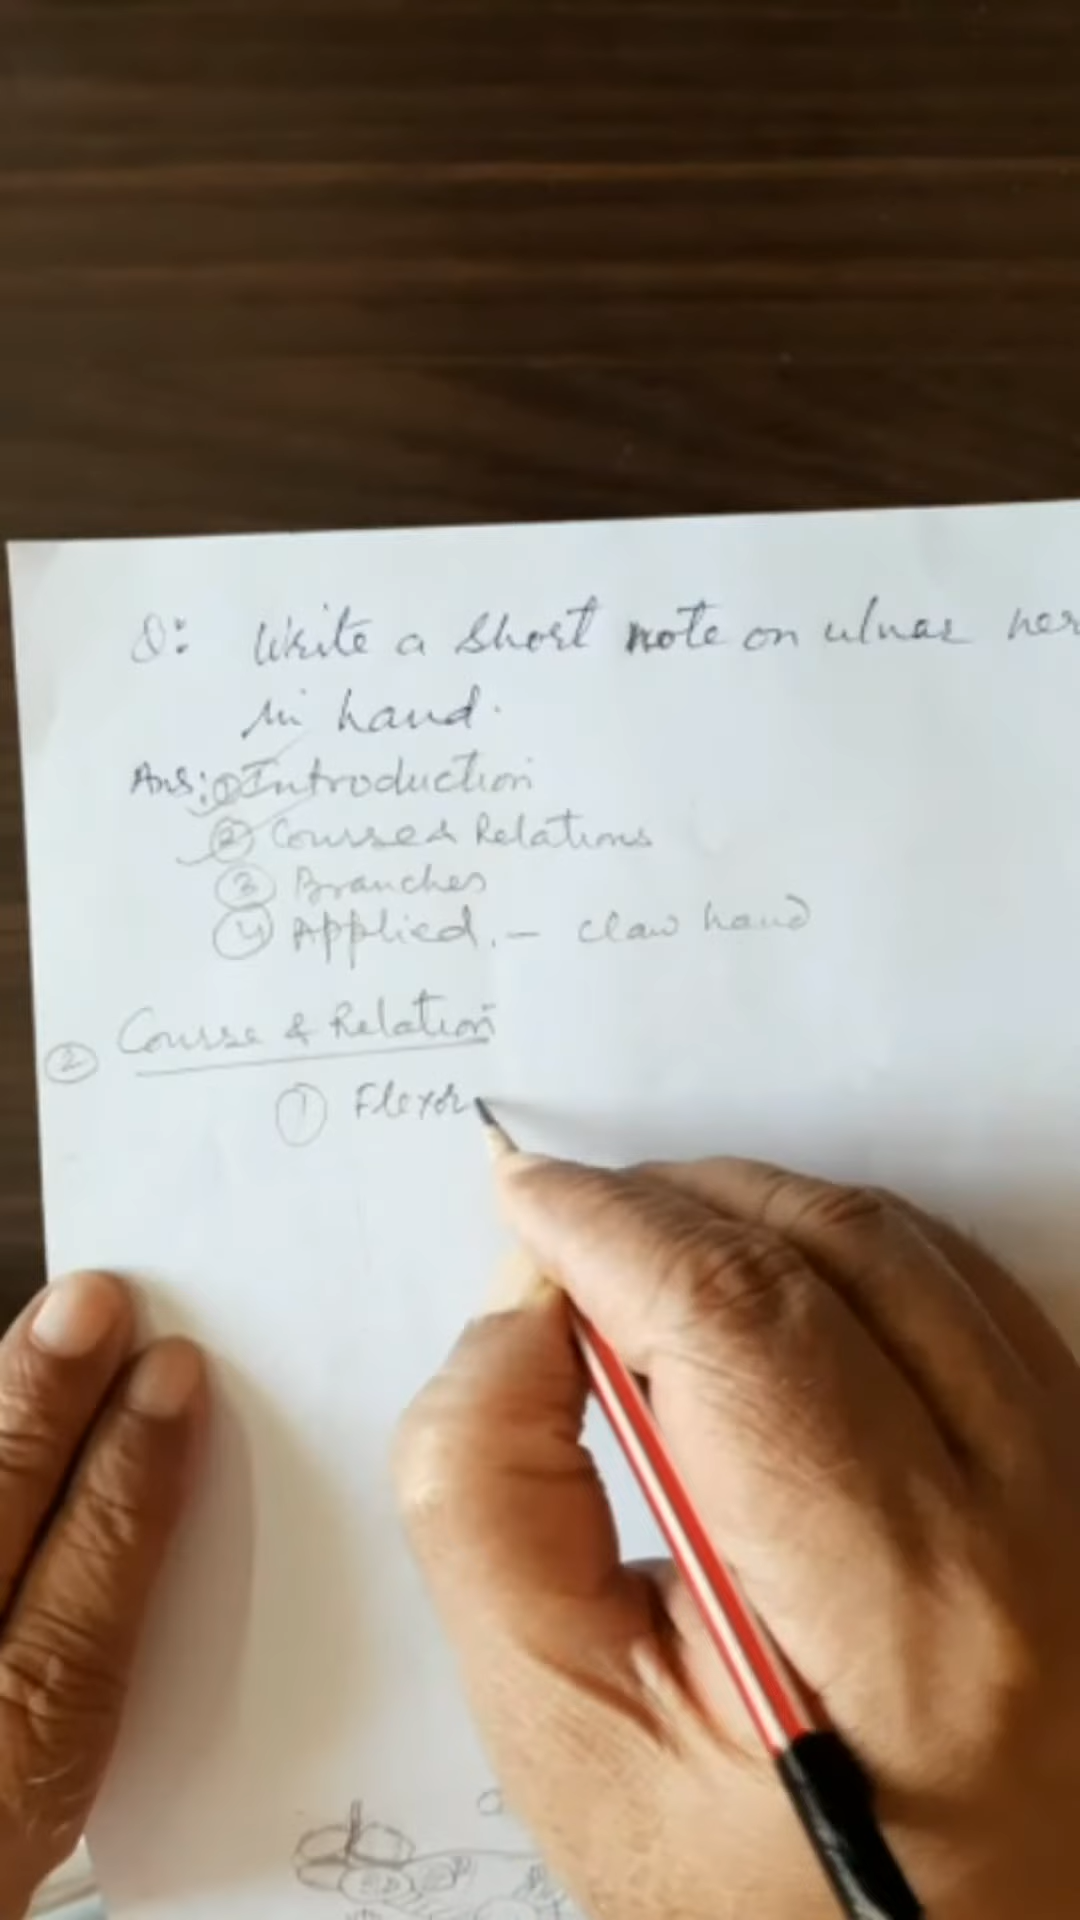 Q: Write a short note on ulnar ner
in hand.
Ans: ① Introduction
② Course & Relations
③ Branches
④ Applied. – claw hand
② Course & Relation
① Flexor